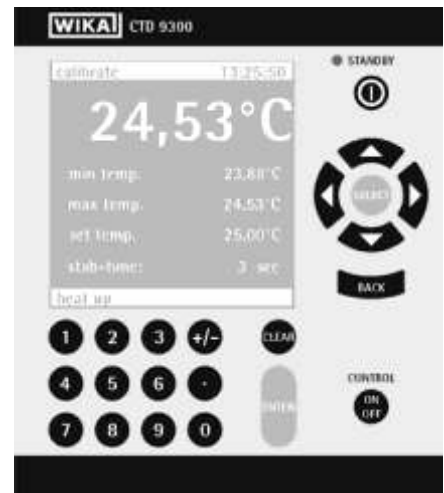 WIKAI CTD 9300
calibrate 13:25:50
STANDBY
24,53°C
min temp. 23,88°C
max temp. 24,53°C
set temp. 25,00°C
stab-time: 3 sec
heat up
SELECT
BACK
1 2 3 +/- CLEAR
4 5 6 .
ENTER
7 8 9 0
CONTROL
ON
OFF